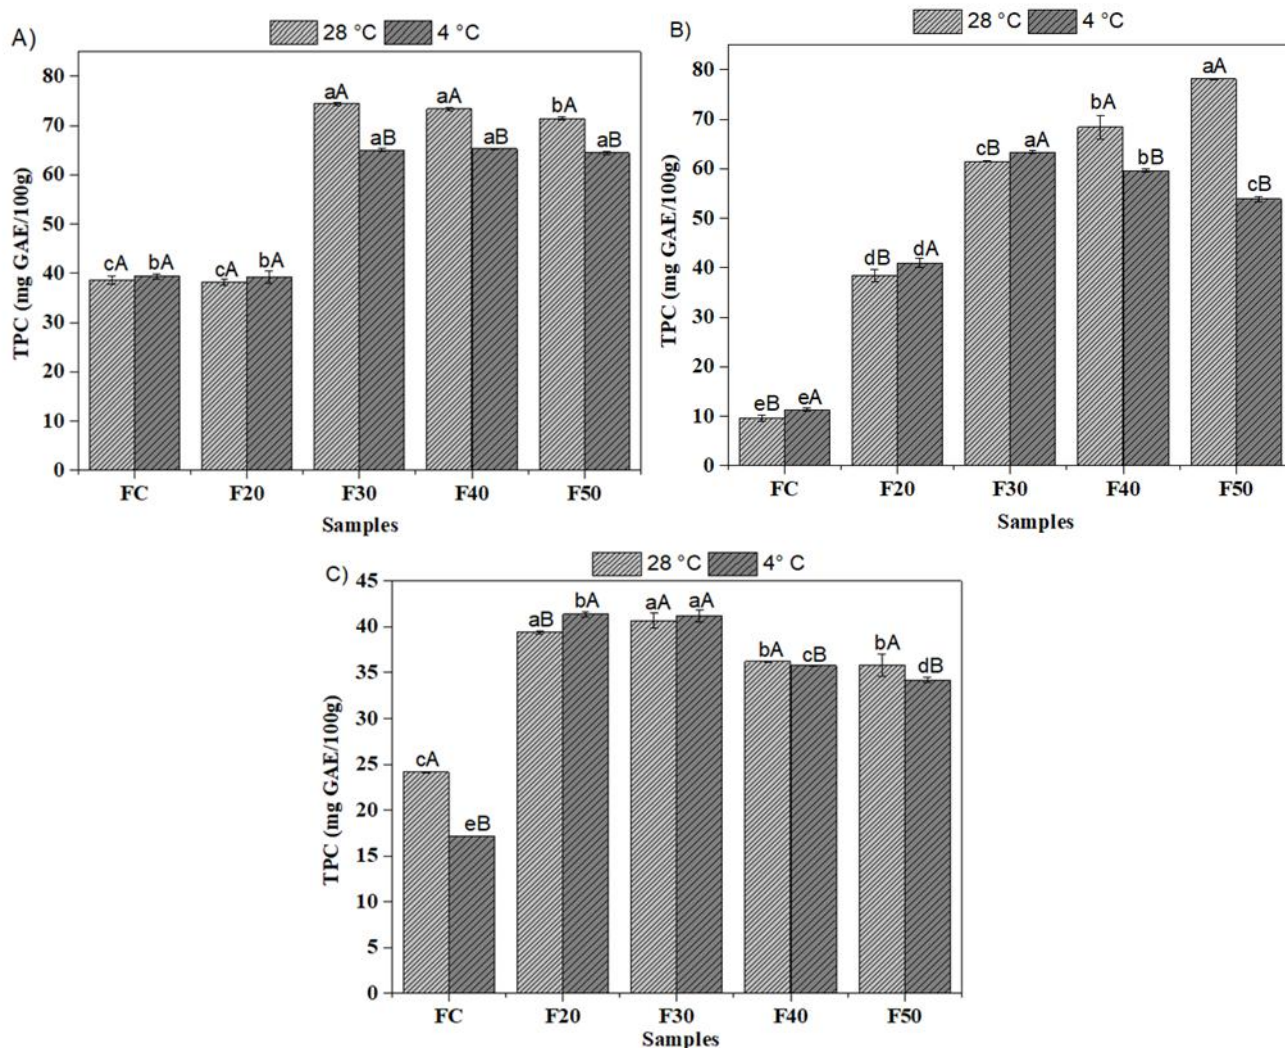 A)
28 °C 4 °C
TPC (mg GAE/100g)
80
70
60
50
40
30
20
10
0
cA bA cA bA aA aB aA aB bA aB
FC F20 F30 F40 F50
Samples
B)
28 °C 4 °C
TPC (mg GAE/100g)
80
70
60
50
40
30
20
10
0
eB eA dB dA cB aA bA bB aA cB
FC F20 F30 F40 F50
Samples
C)
28 °C 4° C
TPC (mg GAE/100g)
45
40
35
30
25
20
15
10
5
0
cA eB aB bA aA aA bA cB bA dB
FC F20 F30 F40 F50
Samples